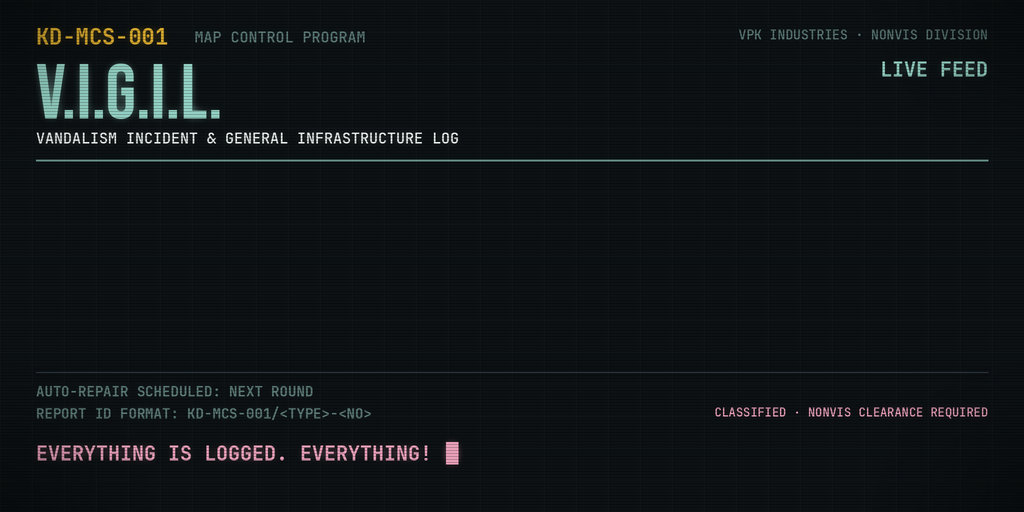 KD-MCS-001 MAP CONTROL PROGRAM
VPK INDUSTRIES · NONVIS DIVISION
V.I.G.I.L.
LIVE FEED
VANDALISM INCIDENT & GENERAL INFRASTRUCTURE LOG
AUTO-REPAIR SCHEDULED: NEXT ROUND
REPORT ID FORMAT: KD-MCS-001/<TYPE>-<NO>
CLASSIFIED · NONVIS CLEARANCE REQUIRED
EVERYTHING IS LOGGED. EVERYTHING!